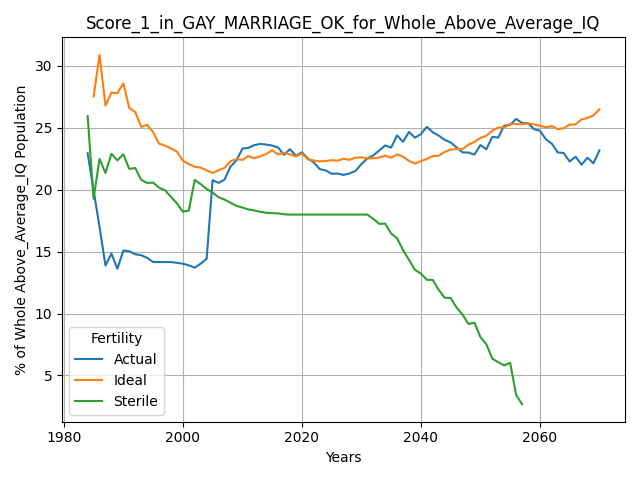 Score_1_in_GAY_MARRIAGE_OK_for_Whole_Above_Average_IQ
% of Whole Above_Average_IQ Population
30
25
20
15
10
5
Fertility
Actual
Ideal
Sterile
1980 2000 2020 2040 2060
Years